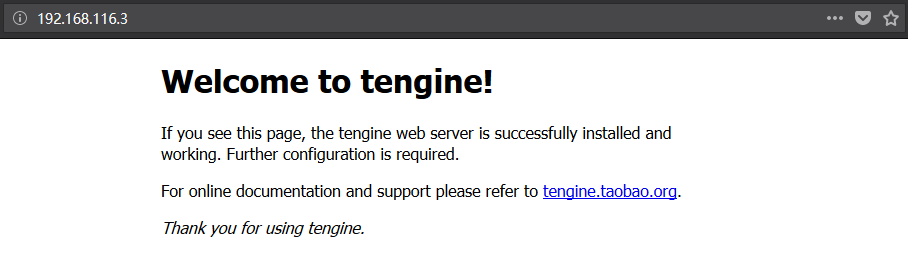 192.168.116.3
Welcome to tengine!
If you see this page, the tengine web server is successfully installed and
working. Further configuration is required.
For online documentation and support please refer to tengine.taobao.org.
Thank you for using tengine.